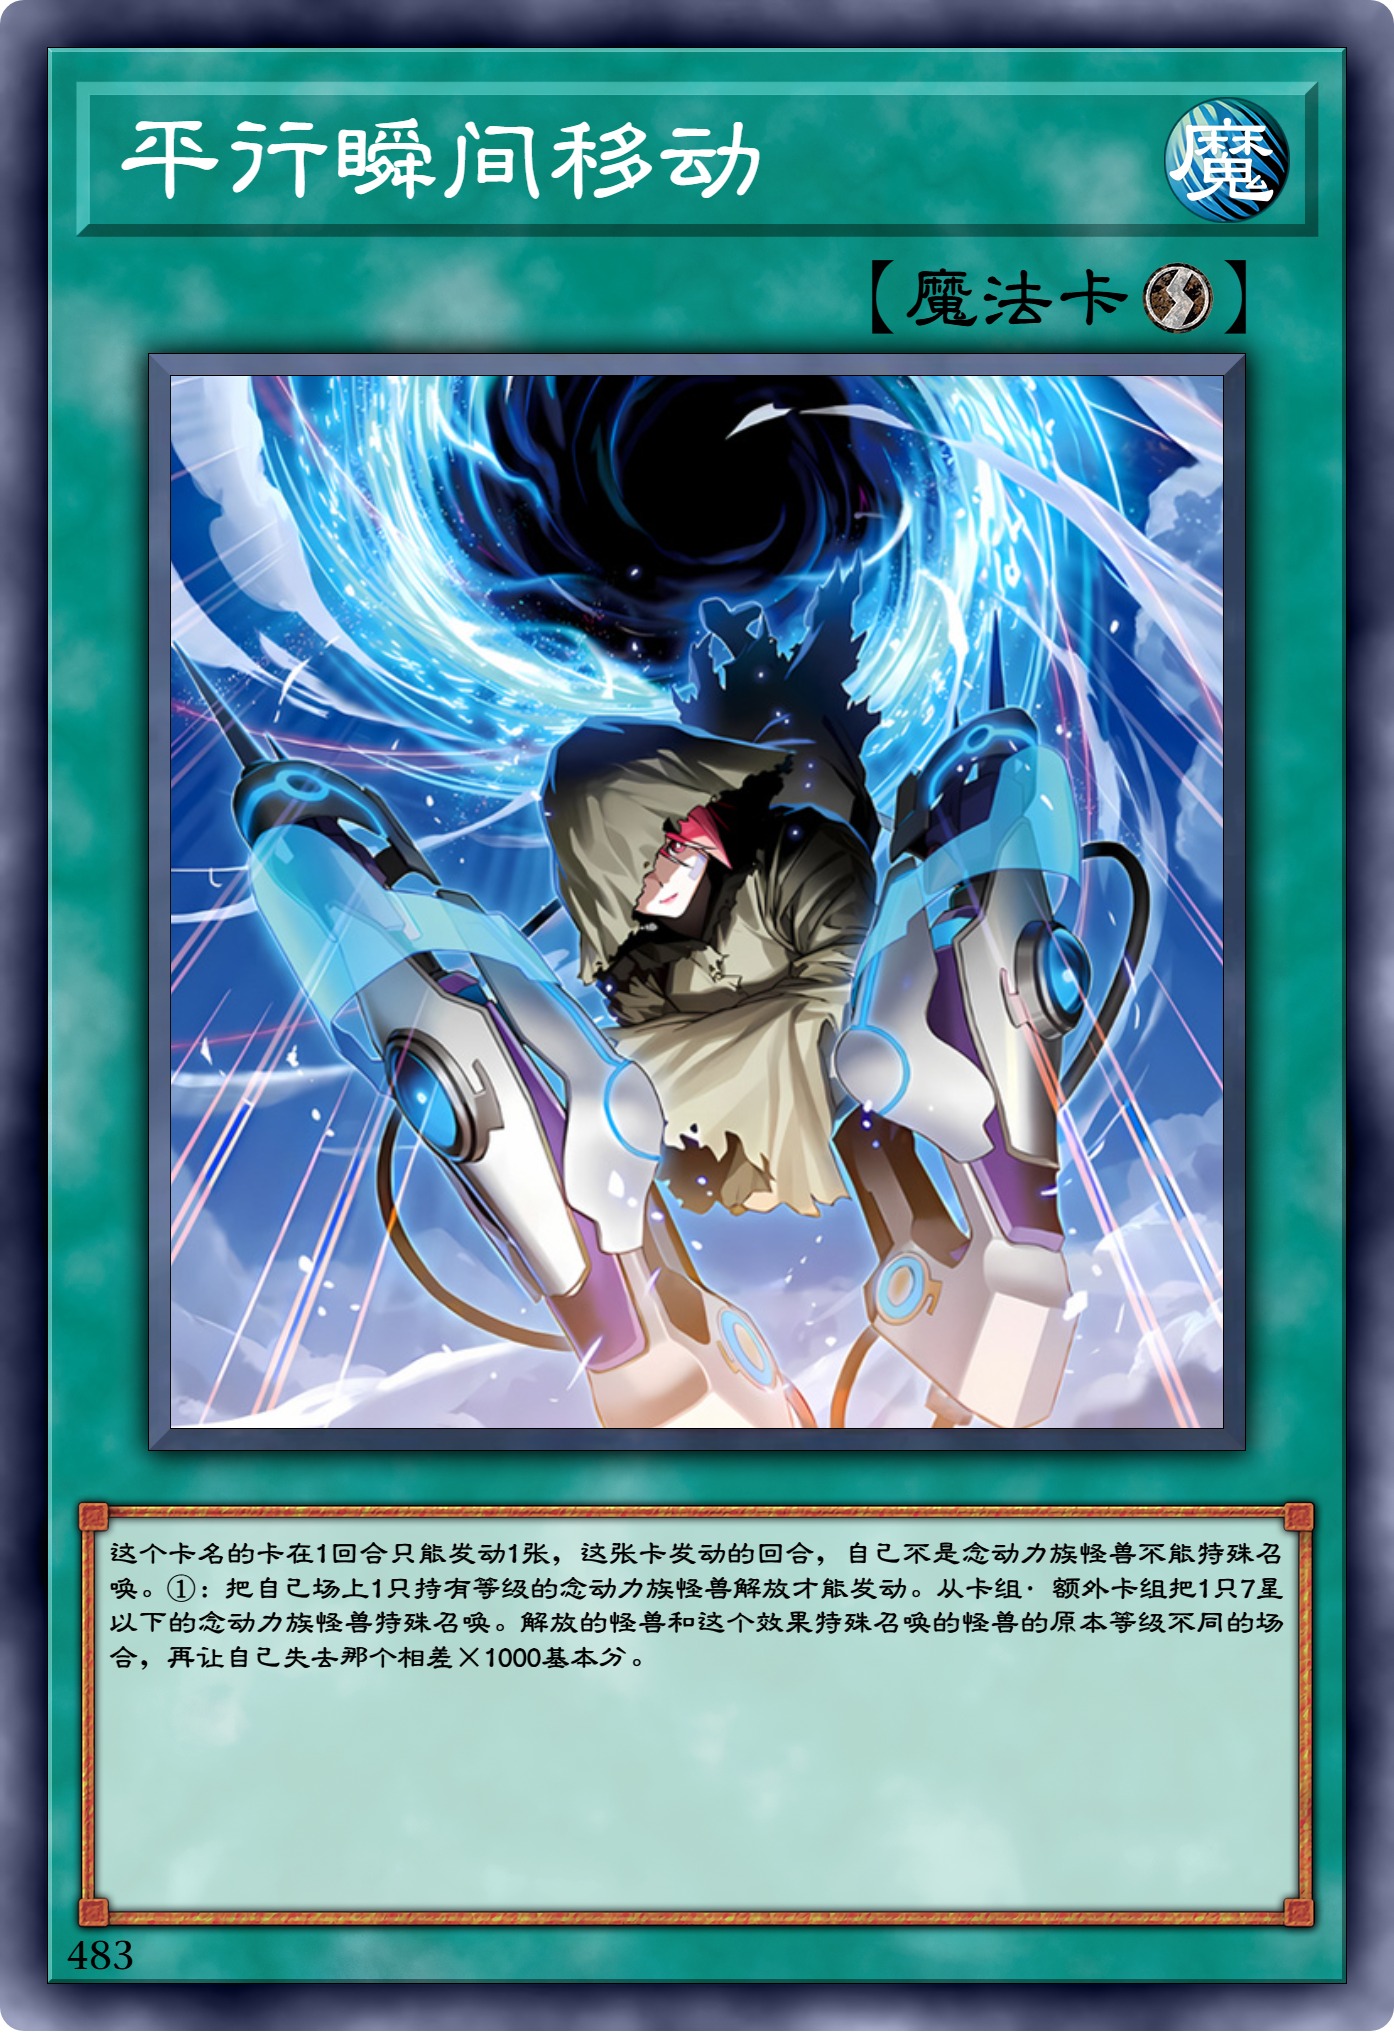 平行瞬间移动
魔
【魔法卡】
这个卡名的卡在1回合只能发动1张，这张卡发动的回合，自己不是念动力族怪兽不能特殊召
唤。①：把自己场上1只持有等级的念动力族怪兽解放才能发动。从卡组·额外卡组把1只7星
以下的念动力族怪兽特殊召唤。解放的怪兽和这个效果特殊召唤的怪兽的原本等级不同的场
合，再让自己失去那个相差×1000基本分。
483